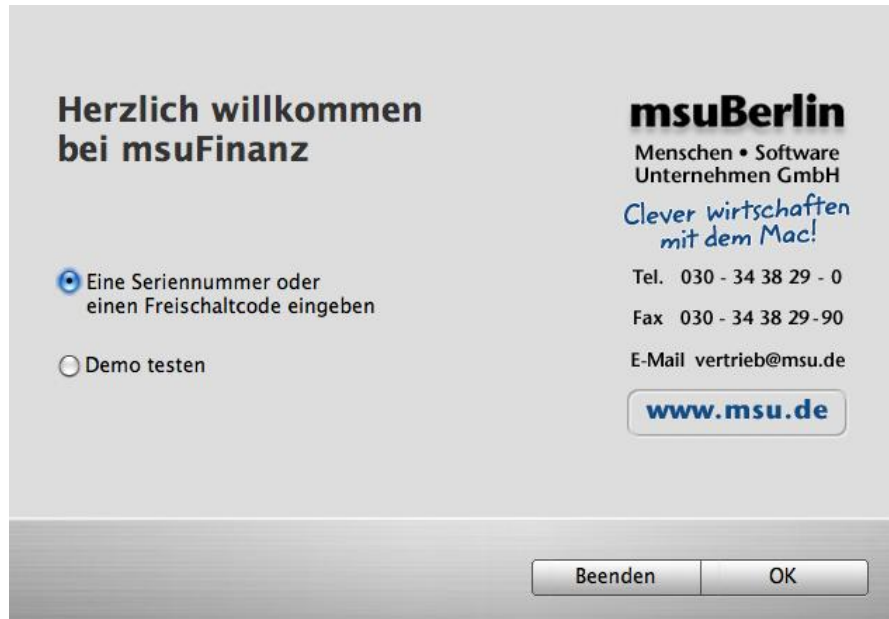 Herzlich willkommen
bei msuFinanz
Eine Seriennummer oder
einen Freischaltcode eingeben
Demo testen
msuBerlin
Menschen • Software
Unternehmen GmbH
Clever wirtschaften
mit dem Mac!
Tel. 030 - 34 38 29 - 0
Fax 030 - 34 38 29-90
E-Mail vertrieb@msu.de
www.msu.de
Beenden
OK